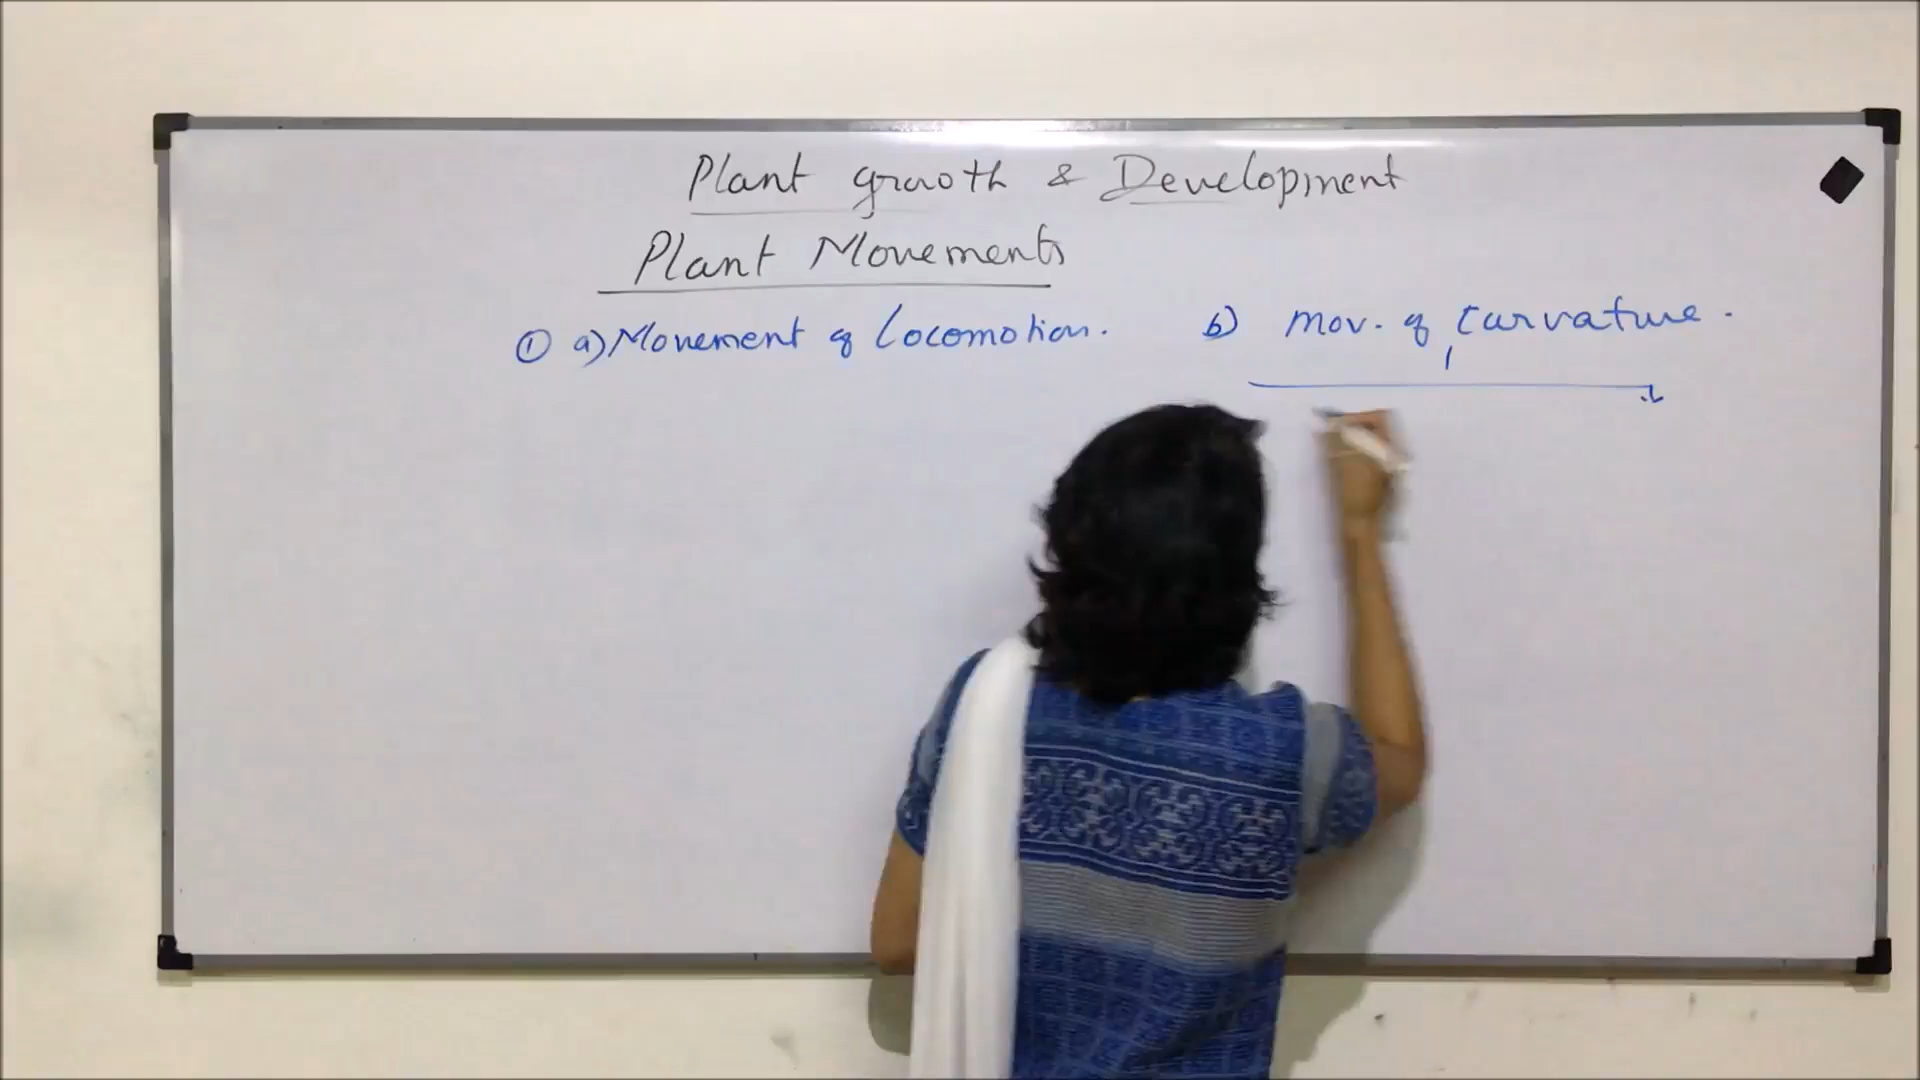 Plant growth & Development
Plant Movements
① a) Movement of Locomotion. b) Mov. of Curvature.